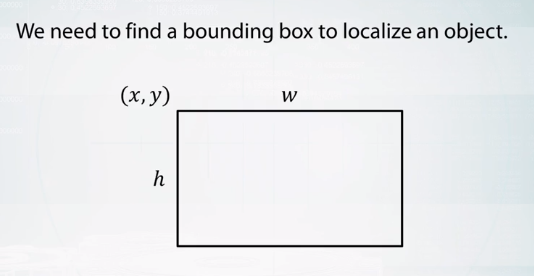 We need to find a bounding box to localize an object.
(x, y)
w
h